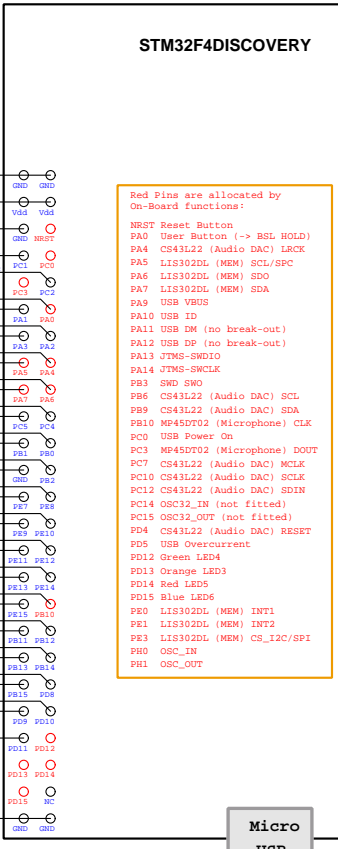 STM32F4DISCOVERY
GND GND
Vdd Vdd
GND NRST
PC1 PC0
PC3 PC2
PA1 PA0
PA3 PA2
PA5 PA4
PA7 PA6
PC5 PC4
PB1 PB0
GND PB2
PE7 PE8
PE9 PE10
PE11 PE12
PE13 PE14
PE15 PB10
PB11 PB12
PB13 PB14
PB15 PD8
PD9 PD10
PD11 PD12
PD13 PD14
PD15 NC
GND GND
Red Pins are allocated by
On-Board functions:
NRST Reset Button
PA0 User Button (-> BSL HOLD)
PA4 CS43L22 (Audio DAC) LRCK
PA5 LIS302DL (MEM) SCL/SPC
PA6 LIS302DL (MEM) SDO
PA7 LIS302DL (MEM) SDA
PA9 USB VBUS
PA10 USB ID
PA11 USB DM (no break-out)
PA12 USB DP (no break-out)
PA13 JTMS-SWDIO
PA14 JTMS-SWCLK
PB3 SWD SWO
PB6 CS43L22 (Audio DAC) SCL
PB9 CS43L22 (Audio DAC) SDA
PB10 MP45DT02 (Microphone) CLK
PC0 USB Power On
PC3 MP45DT02 (Microphone) DOUT
PC7 CS43L22 (Audio DAC) MCLK
PC10 CS43L22 (Audio DAC) SCLK
PC12 CS43L22 (Audio DAC) SDIN
PC14 OSC32_IN (not fitted)
PC15 OSC32_OUT (not fitted)
PD4 CS43L22 (Audio DAC) RESET
PD5 USB Overcurrent
PD12 Green LED4
PD13 Orange LED3
PD14 Red LED5
PD15 Blue LED6
PE0 LIS302DL (MEM) INT1
PE1 LIS302DL (MEM) INT2
PE3 LIS302DL (MEM) CS_I2C/SPI
PH0 OSC_IN
PH1 OSC_OUT
Micro
USB